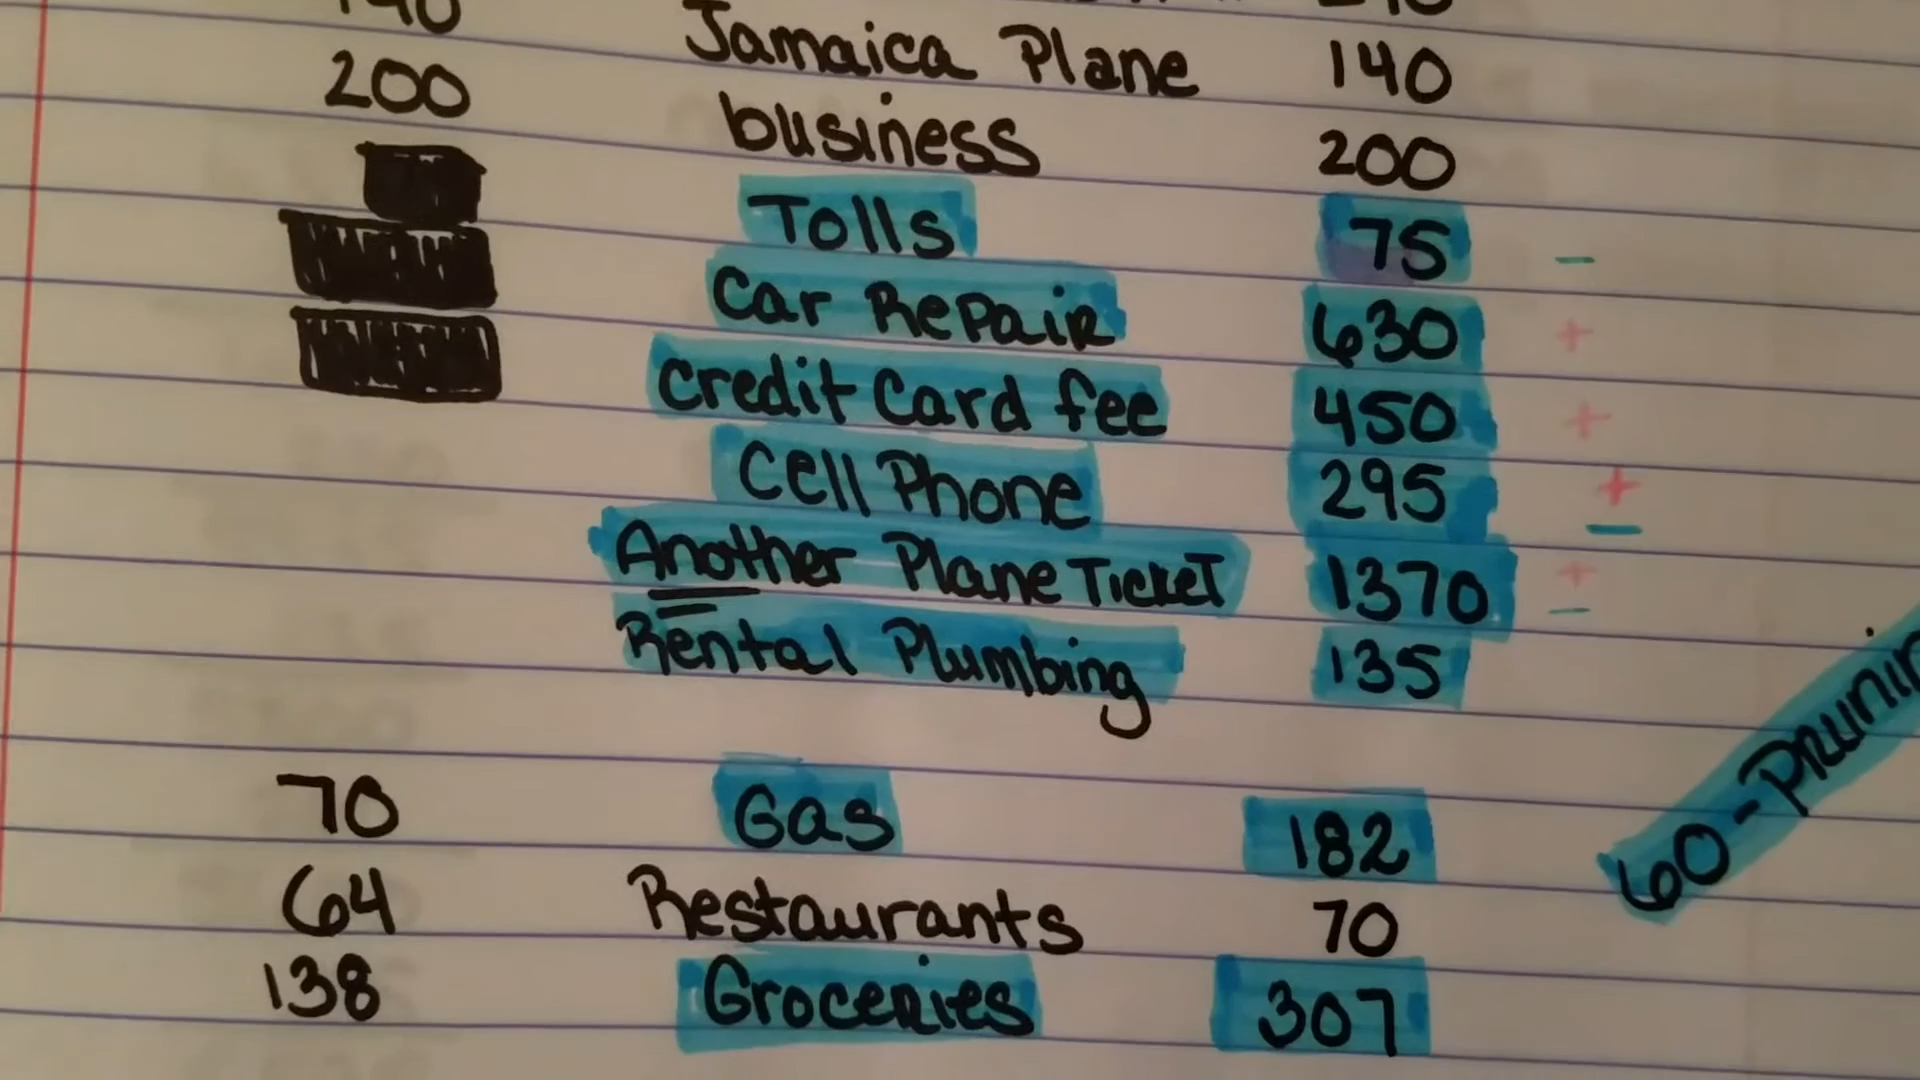 200 Jamaica Plane 140
business 200
Tolls 75 -
Car Repair 630 +
Credit Card fee 450 +
Cell Phone 295 + -
Another Plane Ticket 1370 + -
Rental Plumbing 135
70 Gas 182
64 Restaurants 70
138 Groceries 307
60 -